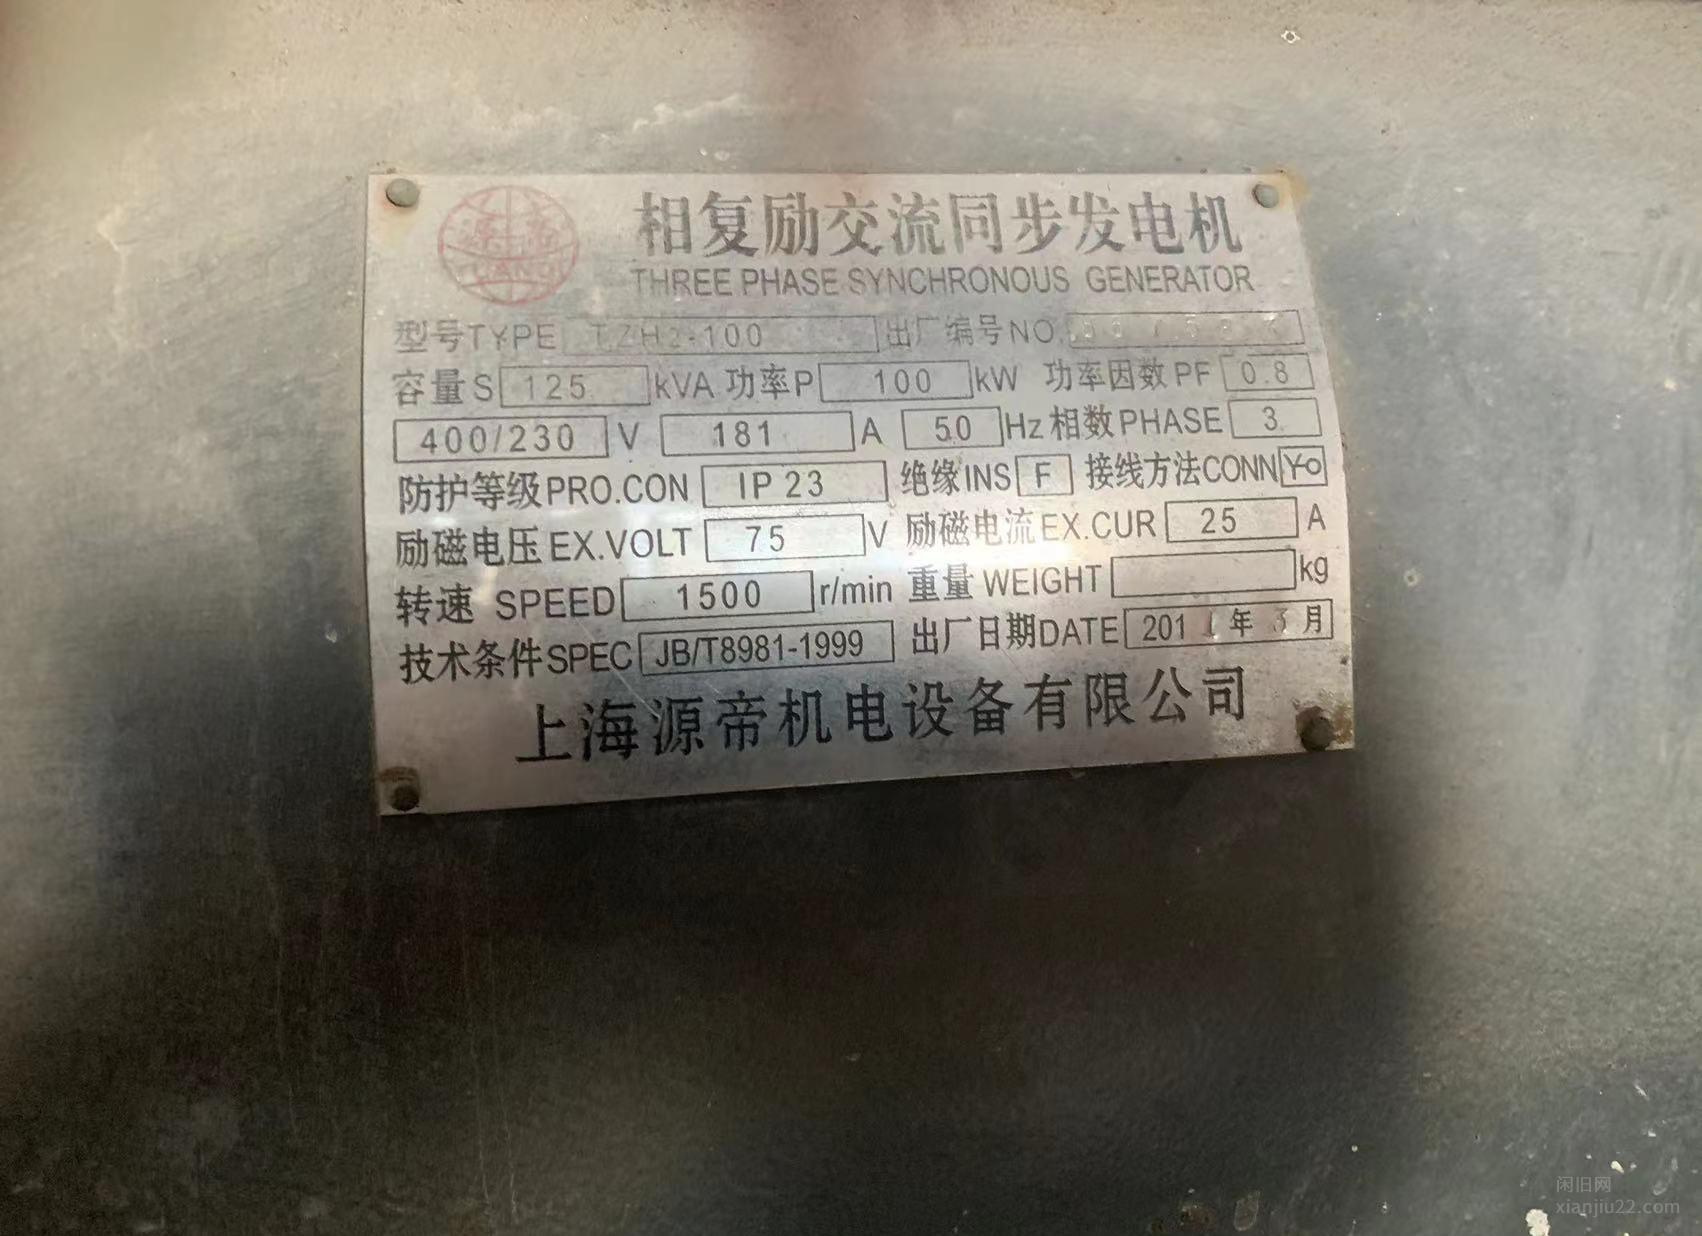 源帝
YUANDI
相复励交流同步发电机
THREE PHASE SYNCHRONOUS GENERATOR
型号TYPE TZH2-100 出厂编号NO.
容量S 125 kVA 功率P 100 kW 功率因数PF 0.8
400/230 V 181 A 50 Hz 相数PHASE 3
防护等级PRO.CON IP 23 绝缘INS F 接线方法CONN Y-0
励磁电压EX.VOLT 75 V 励磁电流EX.CUR 25 A
转速 SPEED 1500 r/min 重量 WEIGHT kg
技术条件SPEC JB/T8981-1999 出厂日期DATE 201 年 月
上海源帝机电设备有限公司
闲旧网
xianjiu22.com